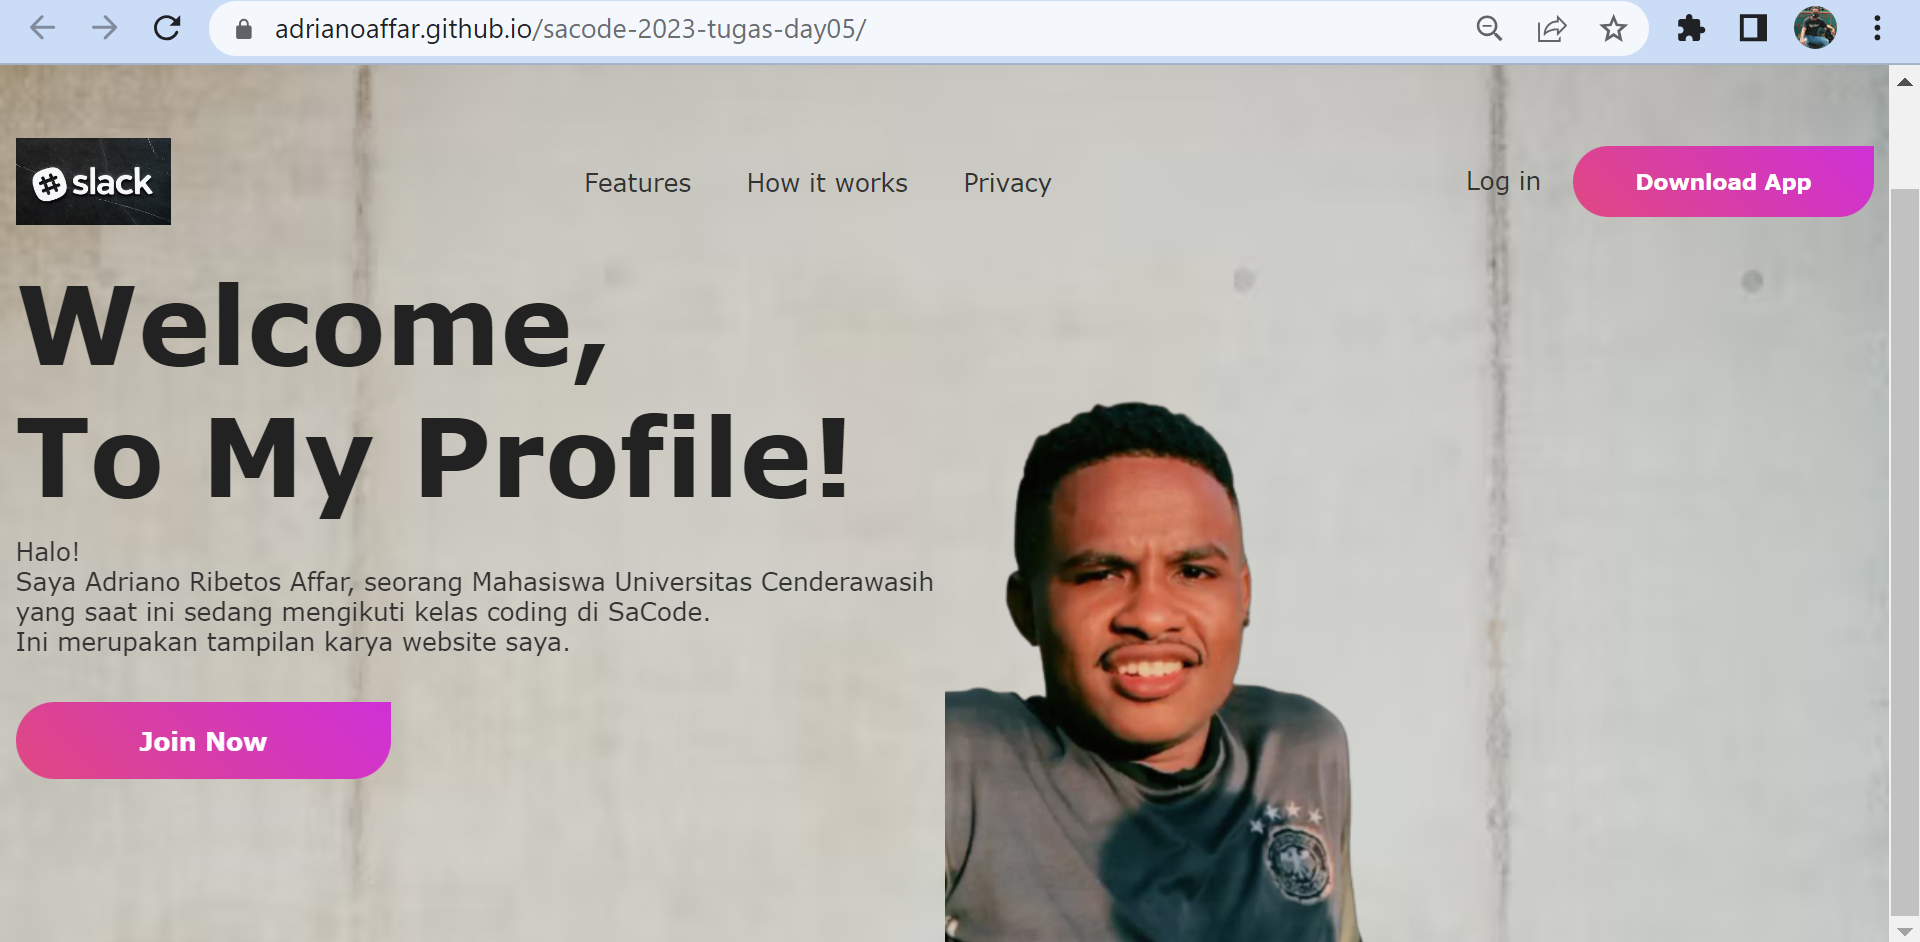 adrianoaffar.github.io/sacode-2023-tugas-day05/
slack
Features
How it works
Privacy
Log in
Download App
Welcome,
To My Profile!
Halo!
Saya Adriano Ribetos Affar, seorang Mahasiswa Universitas Cenderawasih
yang saat ini sedang mengikuti kelas coding di SaCode.
Ini merupakan tampilan karya website saya.
Join Now